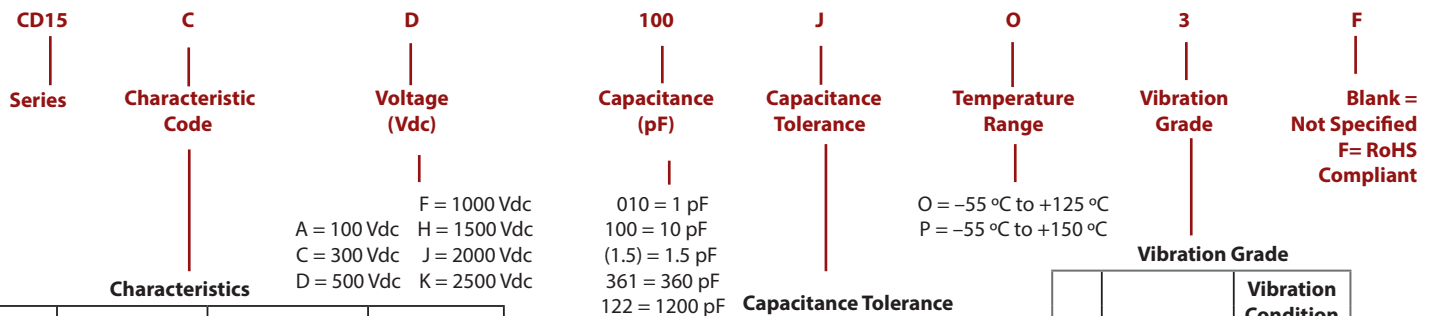 CD15 C D 100 J O 3 F
Series Characteristic Code Voltage (Vdc) Capacitance (pF) Capacitance Tolerance Temperature Range Vibration Grade Blank = Not Specified F= RoHS Compliant
F = 1000 Vdc
A = 100 Vdc H = 1500 Vdc
C = 300 Vdc J = 2000 Vdc
D = 500 Vdc K = 2500 Vdc
010 = 1 pF
100 = 10 pF
(1.5) = 1.5 pF
361 = 360 pF
122 = 1200 pF
O = –55 ºC to +125 ºC
P = –55 ºC to +150 ºC
Characteristics
Capacitance Tolerance
Vibration Grade
Vibration
Condition